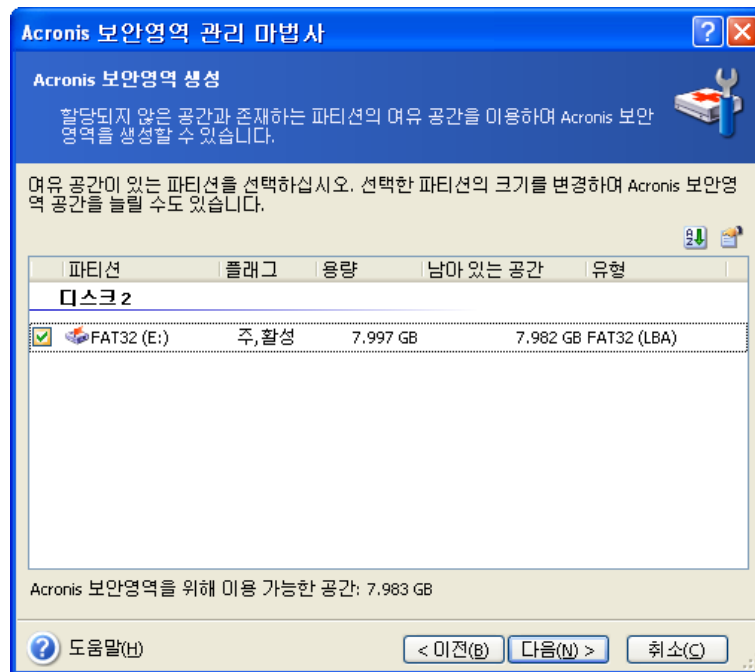 Acronis 보안영역 관리 마법사
Acronis 보안영역 생성
할당되지 않은 공간과 존재하는 파티션의 여유 공간을 이용하여 Acronis 보안
영역을 생성할 수 있습니다.
여유 공간이 있는 파티션을 선택하십시오. 선택한 파티션의 크기를 변경하여 Acronis 보안영
역 공간을 늘릴 수도 있습니다.
파티션 플래그 용량 남아 있는 공간 유형
디스크 2
FAT32 (E:) 주,활성 7.997 GB 7.982 GB FAT32 (LBA)
Acronis 보안영역을 위해 이용 가능한 공간: 7.983 GB
도움말(H) < 이전(B) 다음(N) > 취소(C)